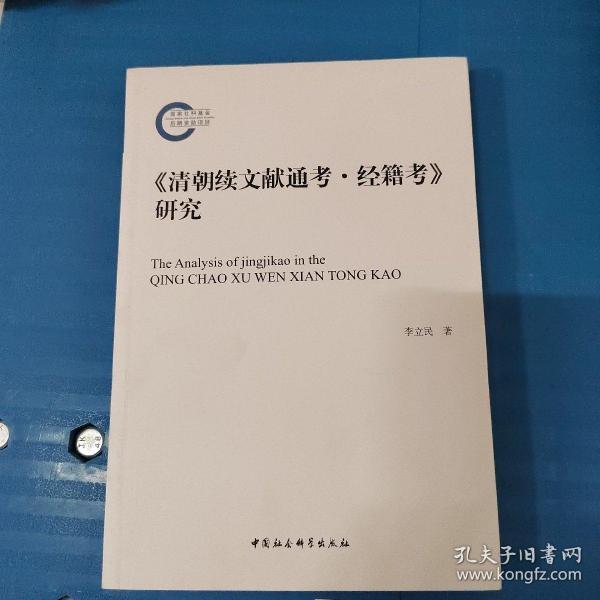 国家社科基金
后期资助项目
《清朝续文献通考·经籍考》
研究
The Analysis of jingjikao in the
QING CHAO XU WEN XIAN TONG KAO
李立民 著
中国社会科学出版社
JK
4.8
孔夫子旧书网
www.kongfz.com